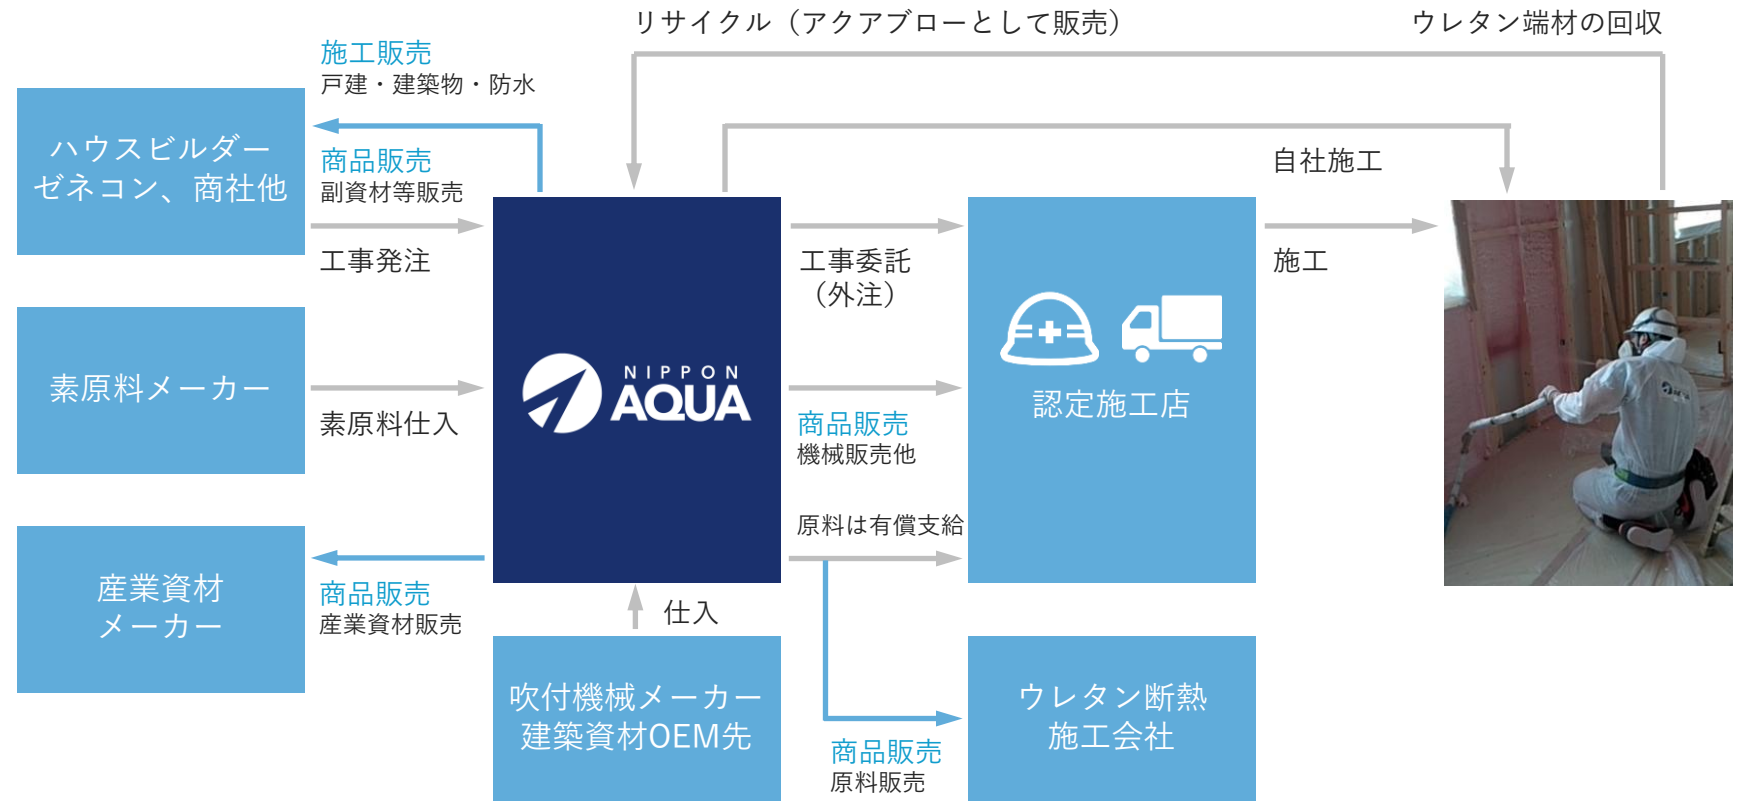 リサイクル（アクアブローとして販売）
ウレタン端材の回収
施工販売
戸建・建築物・防水
ハウスビルダー
ゼネコン、商社他
商品販売
副資材等販売
工事発注
自社施工
工事委託
（外注）
施工
素原料メーカー
素原料仕入
NIPPON
AQUA
商品販売
機械販売他
認定施工店
原料は有償支給
産業資材
メーカー
商品販売
産業資材販売
仕入
吹付機械メーカー
建築資材OEM先
商品販売
原料販売
ウレタン断熱
施工会社